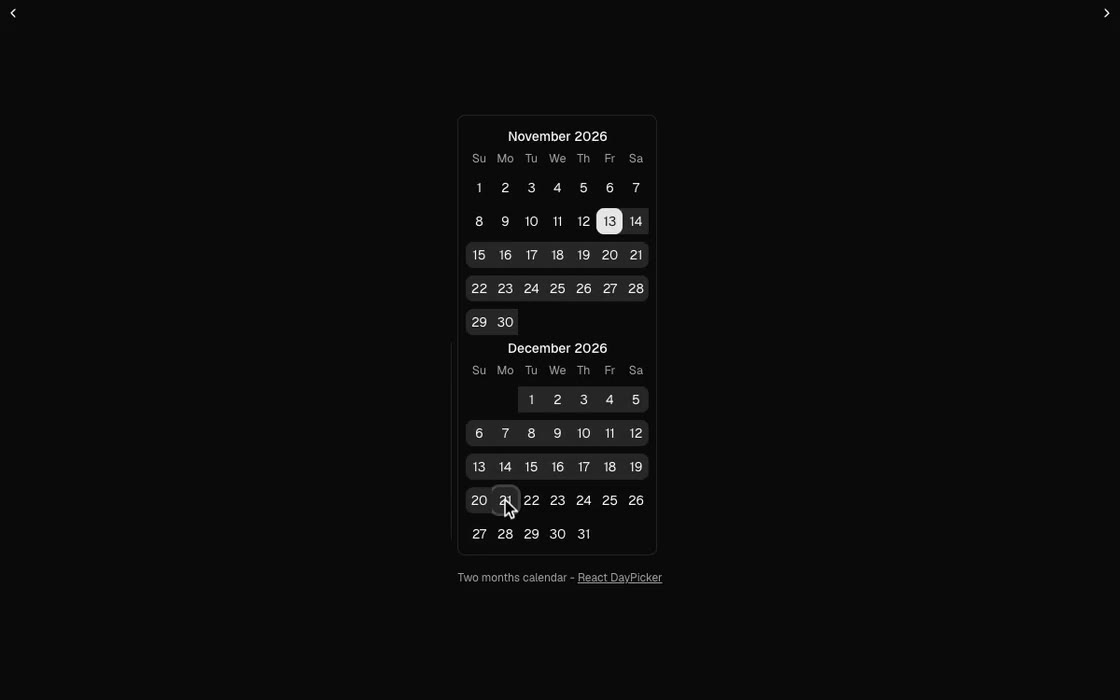 November 2026
Su Mo Tu We Th Fr Sa
1 2 3 4 5 6 7
8 9 10 11 12 13 14
15 16 17 18 19 20 21
22 23 24 25 26 27 28
29 30
December 2026
Su Mo Tu We Th Fr Sa
1 2 3 4 5
6 7 8 9 10 11 12
13 14 15 16 17 18 19
20 21 22 23 24 25 26
27 28 29 30 31
Two months calendar - React DayPicker